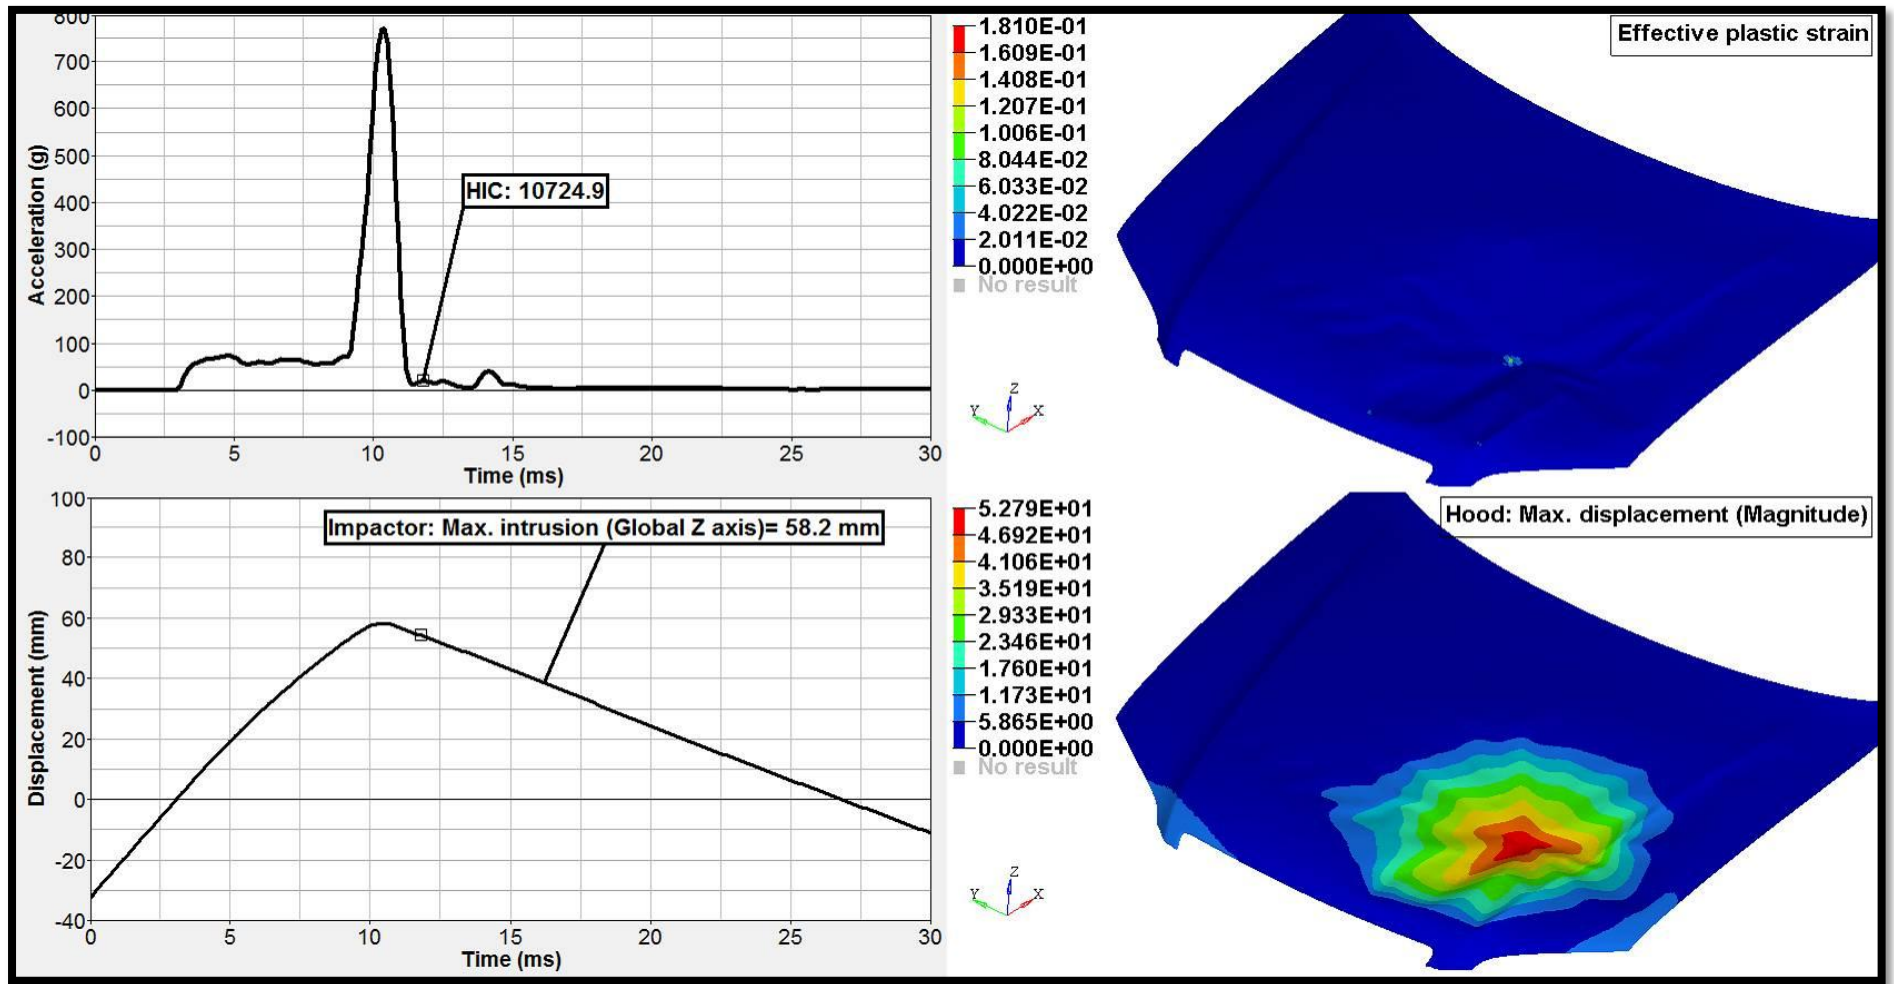 800
700
600
500
400
300
200
100
0
-100
Acceleration (g)
HIC: 10724.9
0 5 10 15 20 25 30
Time (ms)
1.810E-01
1.609E-01
1.408E-01
1.207E-01
1.006E-01
8.044E-02
6.033E-02
4.022E-02
2.011E-02
0.000E+00
No result
Effective plastic strain
Z
Y
X
100
80
60
40
20
0
-20
-40
Displacement (mm)
Impactor: Max. intrusion (Global Z axis)= 58.2 mm
0 5 10 15 20 25 30
Time (ms)
5.279E+01
4.692E+01
4.106E+01
3.519E+01
2.933E+01
2.346E+01
1.760E+01
1.173E+01
5.865E+00
0.000E+00
No result
Hood: Max. displacement (Magnitude)
Z
Y
X